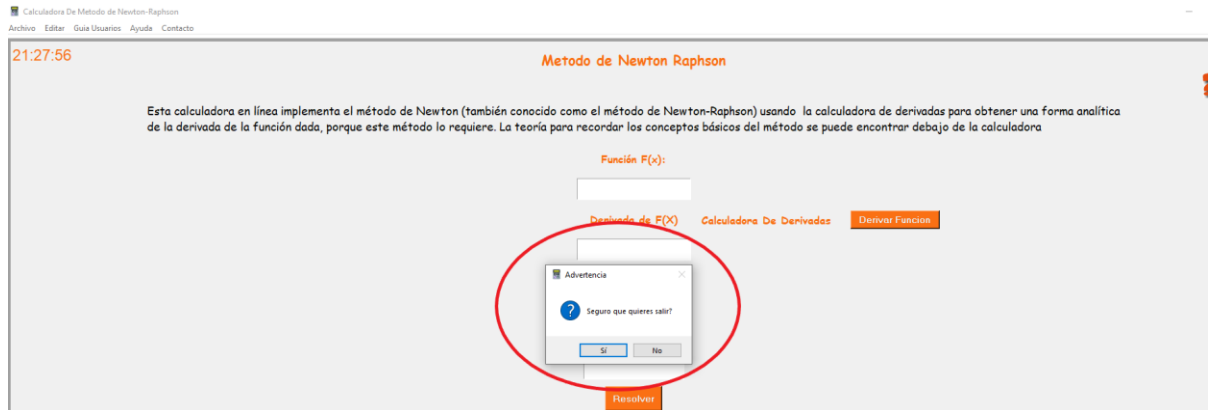 Calculadora De Metodo de Newton-Raphson
Archivo Editar Guia Usuarios Ayuda Contacto
21:27:56
Metodo de Newton Raphson
Esta calculadora en línea implementa el método de Newton (también conocido como el método de Newton-Raphson) usando la calculadora de derivadas para obtener una forma analítica
de la derivada de la función dada, porque este método lo requiere. La teoría para recordar los conceptos básicos del método se puede encontrar debajo de la calculadora
Función F(x):
Derivada de F(X) Calculadora De Derivadas Derivar Funcion
Advertencia
Seguro que quieres salir?
Sí No
Resolver